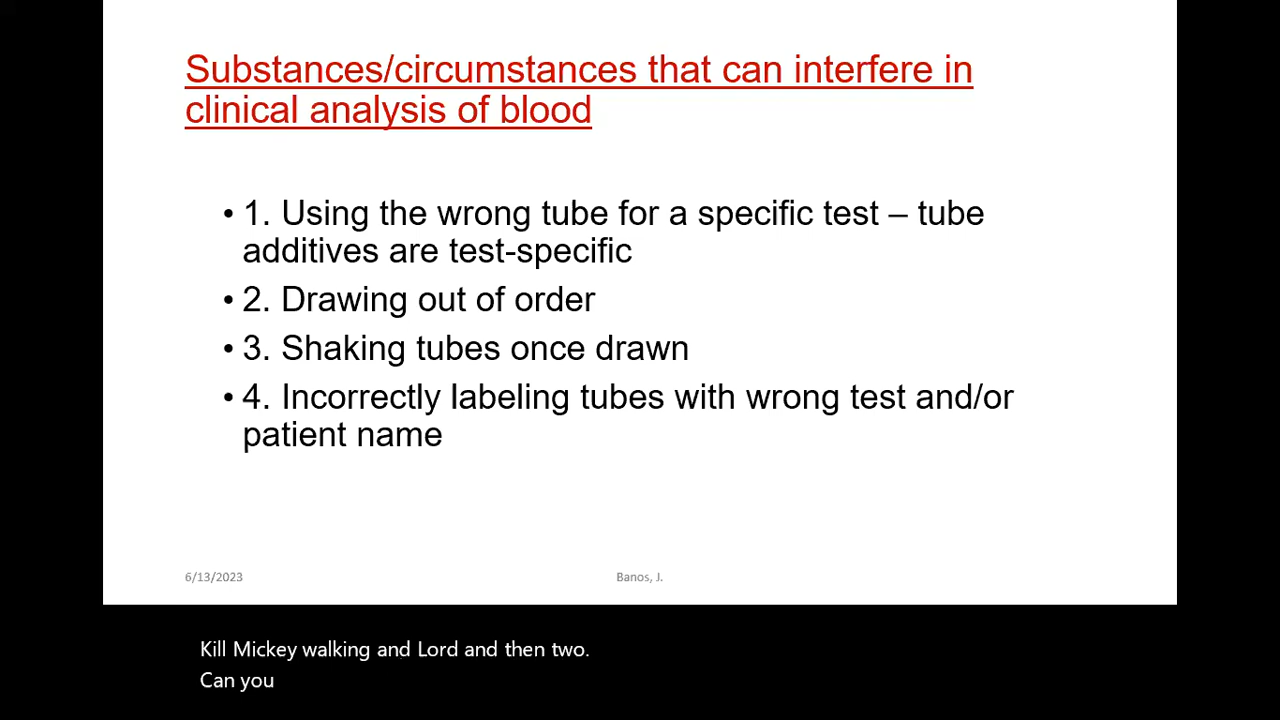 Substances/circumstances that can interfere in
clinical analysis of blood
• 1. Using the wrong tube for a specific test – tube
additives are test-specific
• 2. Drawing out of order
• 3. Shaking tubes once drawn
• 4. Incorrectly labeling tubes with wrong test and/or
patient name
6/13/2023
Banos, J.
Kill Mickey walking and Lord and then two.
Can you